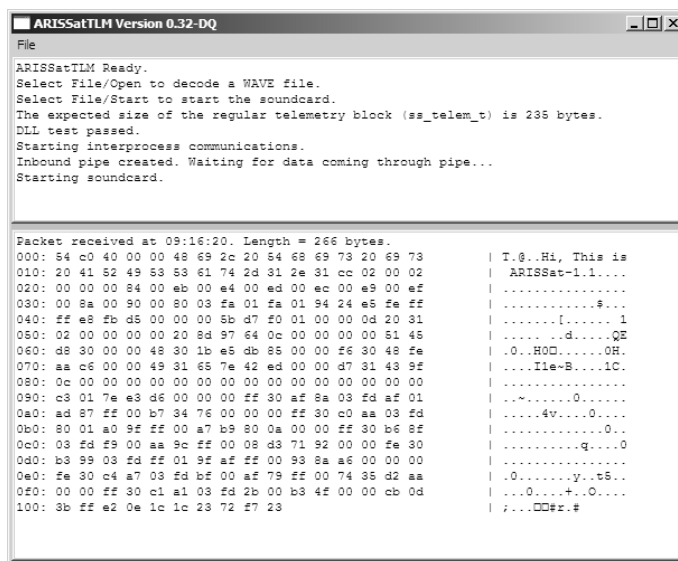 ARISSatTLM Version 0.32-DQ
File
ARISSatTLM Ready.
Select File/Open to decode a WAVE file.
Select File/Start to start the soundcard.
The expected size of the regular telemetry block (ss_telem_t) is 235 bytes.
DLL test passed.
Starting interprocess communications.
Inbound pipe created. Waiting for data coming through pipe...
Starting soundcard.
Packet received at 09:16:20. Length = 266 bytes.
000: 54 c0 40 00 00 48 69 2c 20 54 68 69 73 20 69 73 | T.@..Hi, This is
010: 20 41 52 49 53 53 61 74 2d 31 2e 31 cc 02 00 02 | ARISSat-1.1....
020: 00 00 00 84 00 eb 00 e4 00 ed 00 ec 00 e9 00 ef | ................
030: 00 8a 00 90 00 80 03 fa 01 fa 01 94 24 e5 fe ff | ............$...
040: ff e8 fb d5 00 00 00 5b d7 f0 01 00 00 0d 20 31 | .......[...... 1
050: 02 00 00 00 00 20 8d 97 64 0c 00 00 00 00 51 45 | ..... ..d.....QE
060: d8 30 00 00 48 30 1b e5 db 85 00 00 f6 30 48 fe | .0..H0□......0H.
070: aa c6 00 00 49 31 65 7e 42 ed 00 00 d7 31 43 9f | ....I1e~B....1C.
080: 0c 00 00 00 00 00 00 00 00 00 00 00 00 00 00 00 | ................
090: c3 01 7e e3 d6 00 00 00 ff 30 af 8a 03 fd af 01 | ..~......0......
0a0: ad 87 ff 00 b7 34 76 00 00 00 ff 30 c0 aa 03 fd | .....4v....0....
0b0: 80 01 a0 9f ff 00 a7 b9 80 0a 00 00 ff 30 b6 8f | .............0..
0c0: 03 fd f9 00 aa 9c ff 00 08 d3 71 92 00 00 fe 30 | ..........q....0
0d0: b3 99 03 fd ff 01 9f af ff 00 93 8a a6 00 00 00 | ................
0e0: fe 30 c4 a7 03 fd bf 00 af 79 ff 00 74 35 d2 aa | .0.......y..t5..
0f0: 00 00 ff 30 c1 a1 03 fd 2b 00 b3 4f 00 00 cb 0d | ...0....+..O....
100: 3b ff e2 0e 1c 1c 23 72 f7 23 | ;...□□#r.#